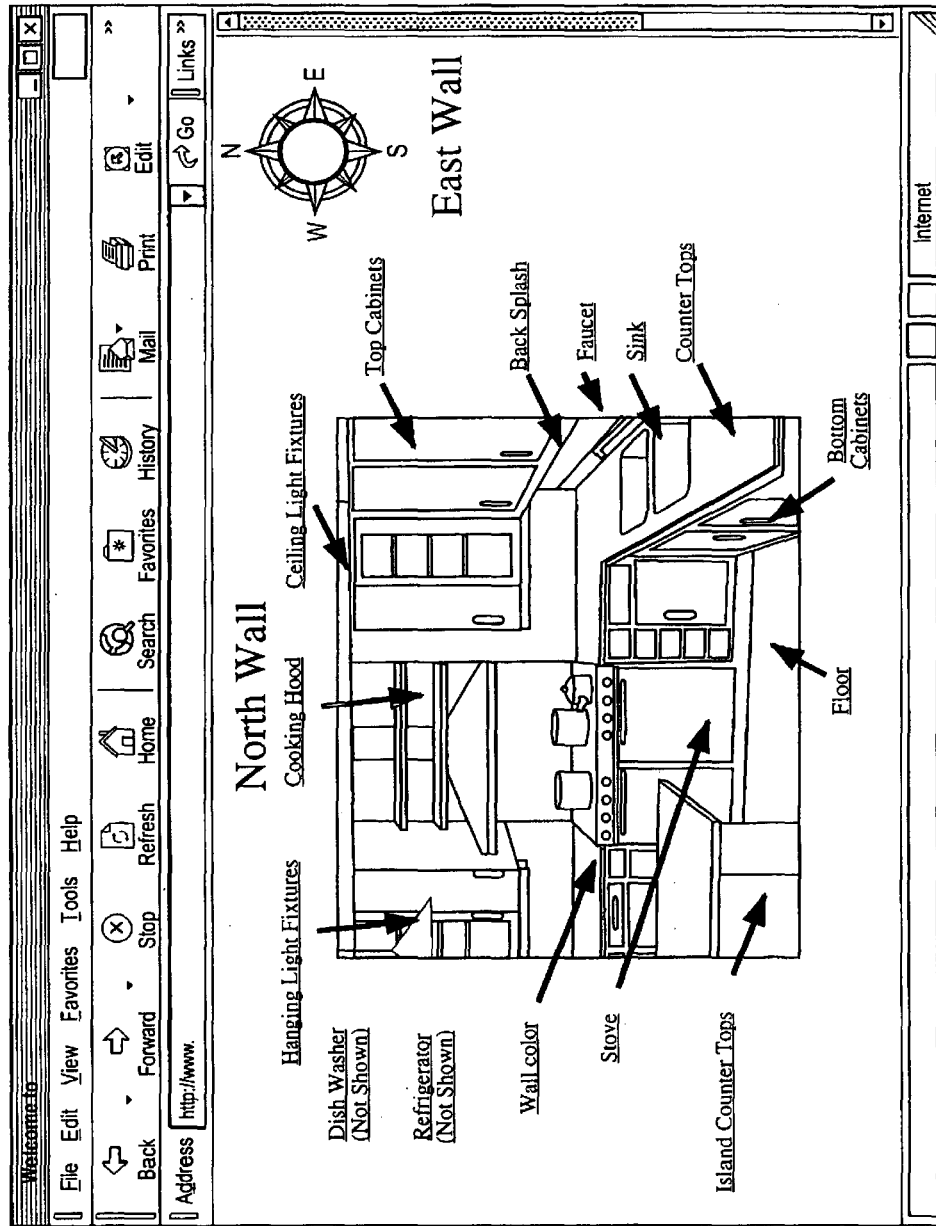 Welcome to
File Edit View Favorites Tools Help
Back Forward Stop Refresh Home Search Favorites History Mail Print Edit »
Address http://www. Go Links »
North Wall
N
W E
S
East Wall
Hanging Light Fixtures
Cooking Hood
Ceiling Light Fixtures
Dish Washer
(Not Shown)
Refrigerator
(Not Shown)
Wall color
Stove
Island Counter Tops
Top Cabinets
Back Splash
Faucet
Sink
Counter Tops
Bottom
Cabinets
Floor
Internet